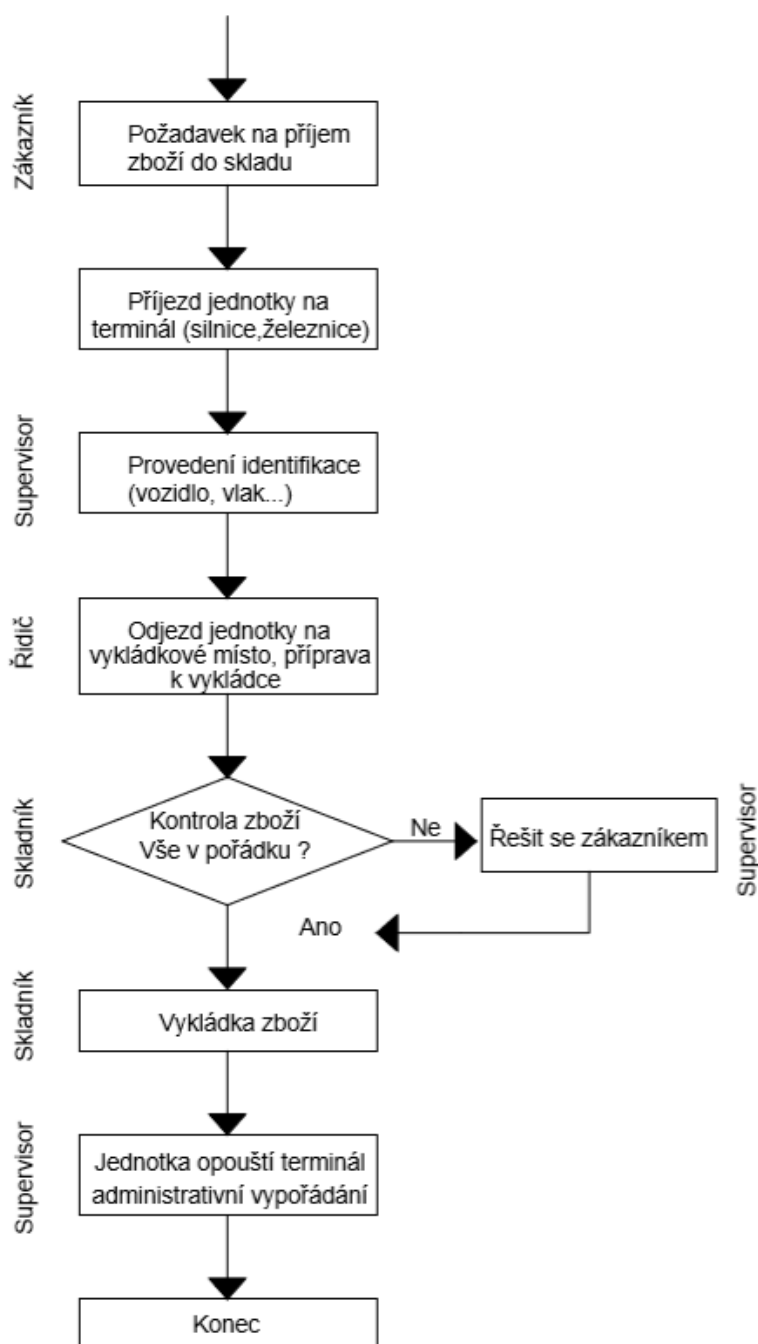 Zákazník
Požadavek na příjem
zboží do skladu
Příjezd jednotky na
terminál (silnice,železnice)
Supervisor
Provedení identifikace
(vozidlo, vlak...)
Řidič
Odjezd jednotky na
vykládkové místo, příprava
k vykládce
Skladník
Kontrola zboží
Vše v pořádku ?
Ne
Řešit se zákazníkem
Supervisor
Ano
Skladník
Vykládka zboží
Supervisor
Jednotka opouští terminál
administrativní vypořádání
Konec